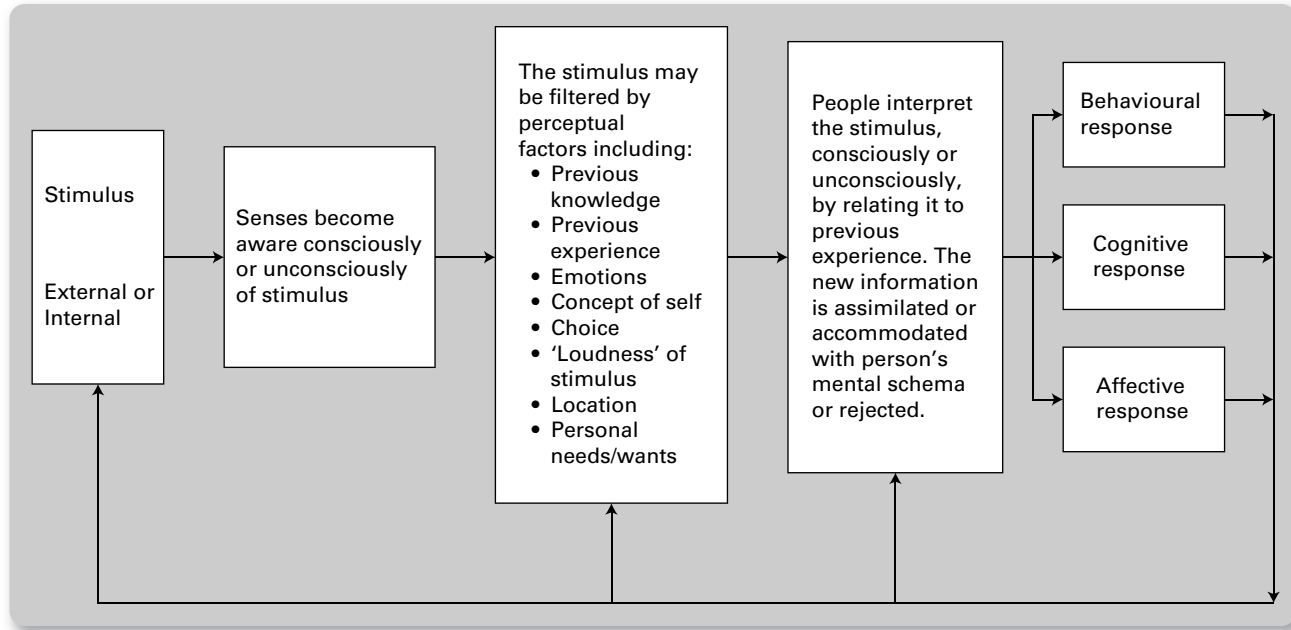 Stimulus
External or
Internal
Senses become
aware consciously
or unconsciously
of stimulus
The stimulus may
be filtered by
perceptual
factors including:
• Previous
knowledge
• Previous
experience
• Emotions
• Concept of self
• Choice
• ‘Loudness’ of
stimulus
• Location
• Personal
needs/wants
People interpret
the stimulus,
consciously or
unconsciously,
by relating it to
previous
experience. The
new information
is assimilated or
accommodated
with person’s
mental schema
or rejected.
Behavioural
response
Cognitive
response
Affective
response